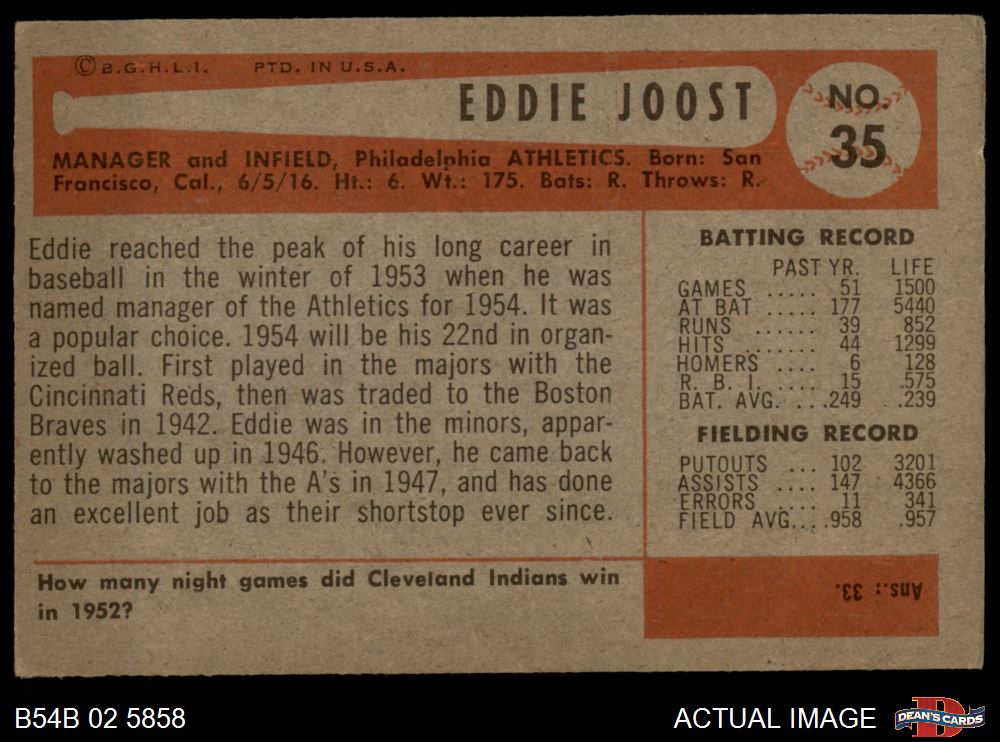 © B.G.H.L.I. PTD. IN U.S.A.
EDDIE JOOST
NO.
35
MANAGER and INFIELD, Philadelphia ATHLETICS. Born: San
Francisco, Cal., 6/5/16. Ht.: 6. Wt.: 175. Bats: R. Throws: R.
Eddie reached the peak of his long career in
baseball in the winter of 1953 when he was
named manager of the Athletics for 1954. It was
a popular choice. 1954 will be his 22nd in organ-
ized ball. First played in the majors with the
Cincinnati Reds, then was traded to the Boston
Braves in 1942. Eddie was in the minors, appar-
ently washed up in 1946. However, he came back
to the majors with the A's in 1947, and has done
an excellent job as their shortstop ever since.
BATTING RECORD
PAST YR. LIFE
GAMES ..... 51 1500
AT BAT ..... 177 5440
RUNS ...... 39 852
HITS ....... 44 1299
HOMERS .... 6 128
R. B. I. .... 15 .575
BAT. AVG. ...249 .239
FIELDING RECORD
PUTOUTS ... 102 3201
ASSISTS .... 147 4366
ERRORS .... 11 341
FIELD AVG... .958 .957
How many night games did Cleveland Indians win
in 1952?
Ans.: 33.
B54B 02 5858
ACTUAL IMAGE
D
DEAN'S CARDS